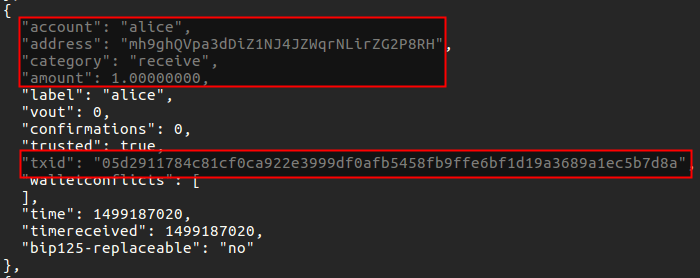 {
"account": "alice",
"address": "mh9ghQVpa3dDiZ1NJ4JZWqrNLirZG2P8RH",
"category": "receive",
"amount": 1.00000000,
"label": "alice",
"vout": 0,
"confirmations": 0,
"trusted": true,
"txid": "05d2911784c81cf0ca922e3999df0afb5458fb9ffe6bf1d19a3689a1ec5b7d8a",
"walletconflicts": [
],
"time": 1499187020,
"timereceived": 1499187020,
"bip125-replaceable": "no"
},